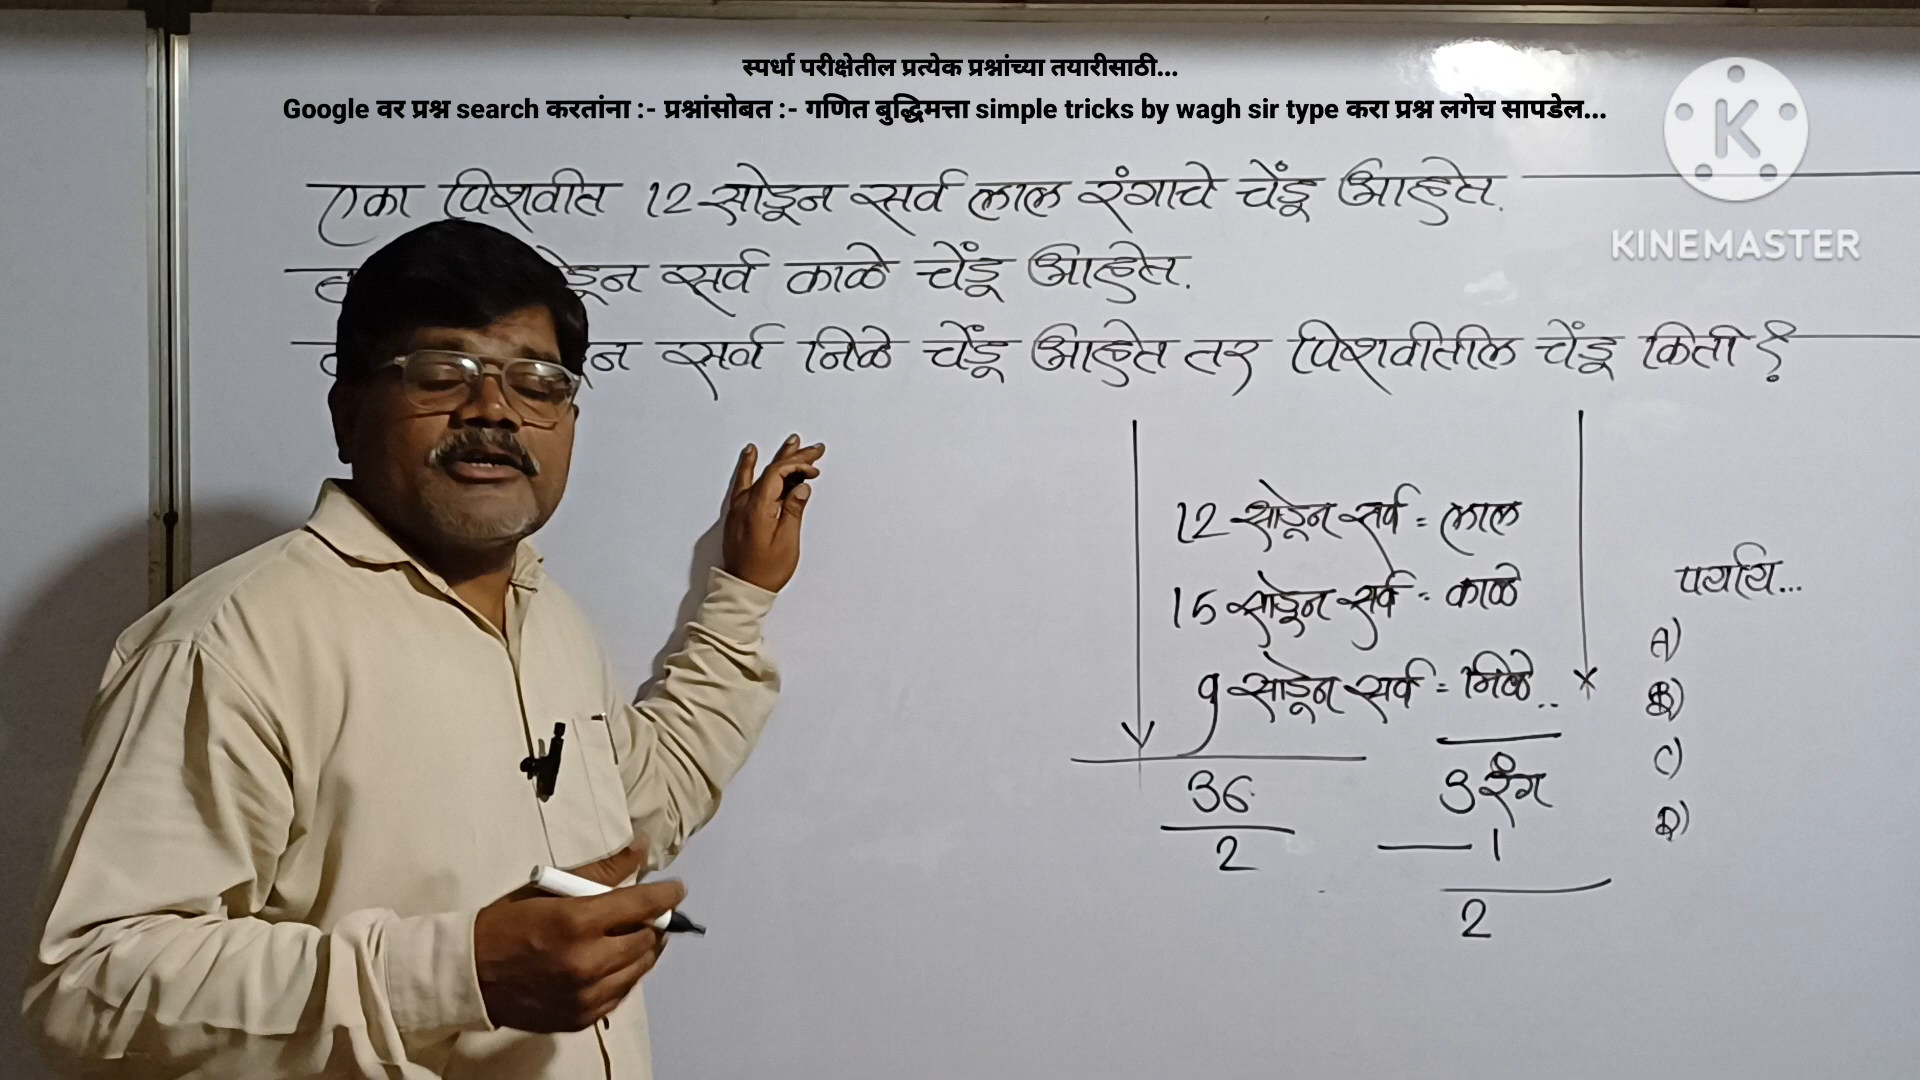 स्पर्धा परीक्षेतील प्रत्येक प्रश्नांच्या तयारीसाठी...
Google वर प्रश्न search करतांना :- प्रश्नांसोबत :- गणित बुद्धिमत्ता simple tricks by wagh sir type करा प्रश्न लगेच सापडेल...
K
KINEMASTER
एका पिशवीत 12 सोडून सर्व लाल रंगाचे चेंडू आहेत.
सर्व काळे चेंडू आहेत.
सर्व निळे चेंडू आहेत तर पिशवीतील चेंडू किती ?
12 सोडून सर्व = लाल
15 सोडून सर्व = काळे
9 सोडून सर्व = निळे..
36
2
3 रंग
— 1
2
पर्याय...
A)
B)
C)
D)